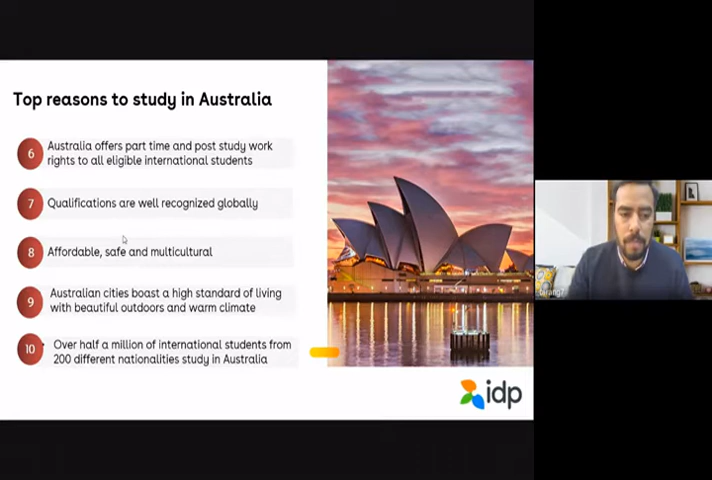 Top reasons to study in Australia
6
Australia offers part time and post study work
rights to all eligible international students
7
Qualifications are well recognized globally
8
Affordable, safe and multicultural
9
Australian cities boast a high standard of living
with beautiful outdoors and warm climate
10
Over half a million of international students from
200 different nationalities study in Australia
idp